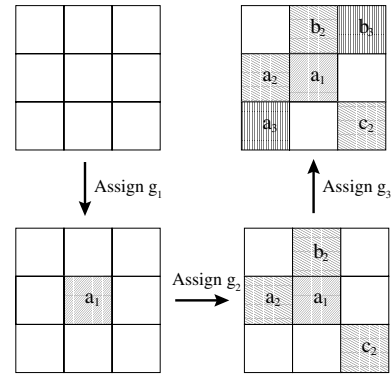 b₂ b₃
a₂ a₁
a₃ c₂
Assign g₁
Assign g₃
a₁
Assign g₂
b₂
a₂ a₁
c₂